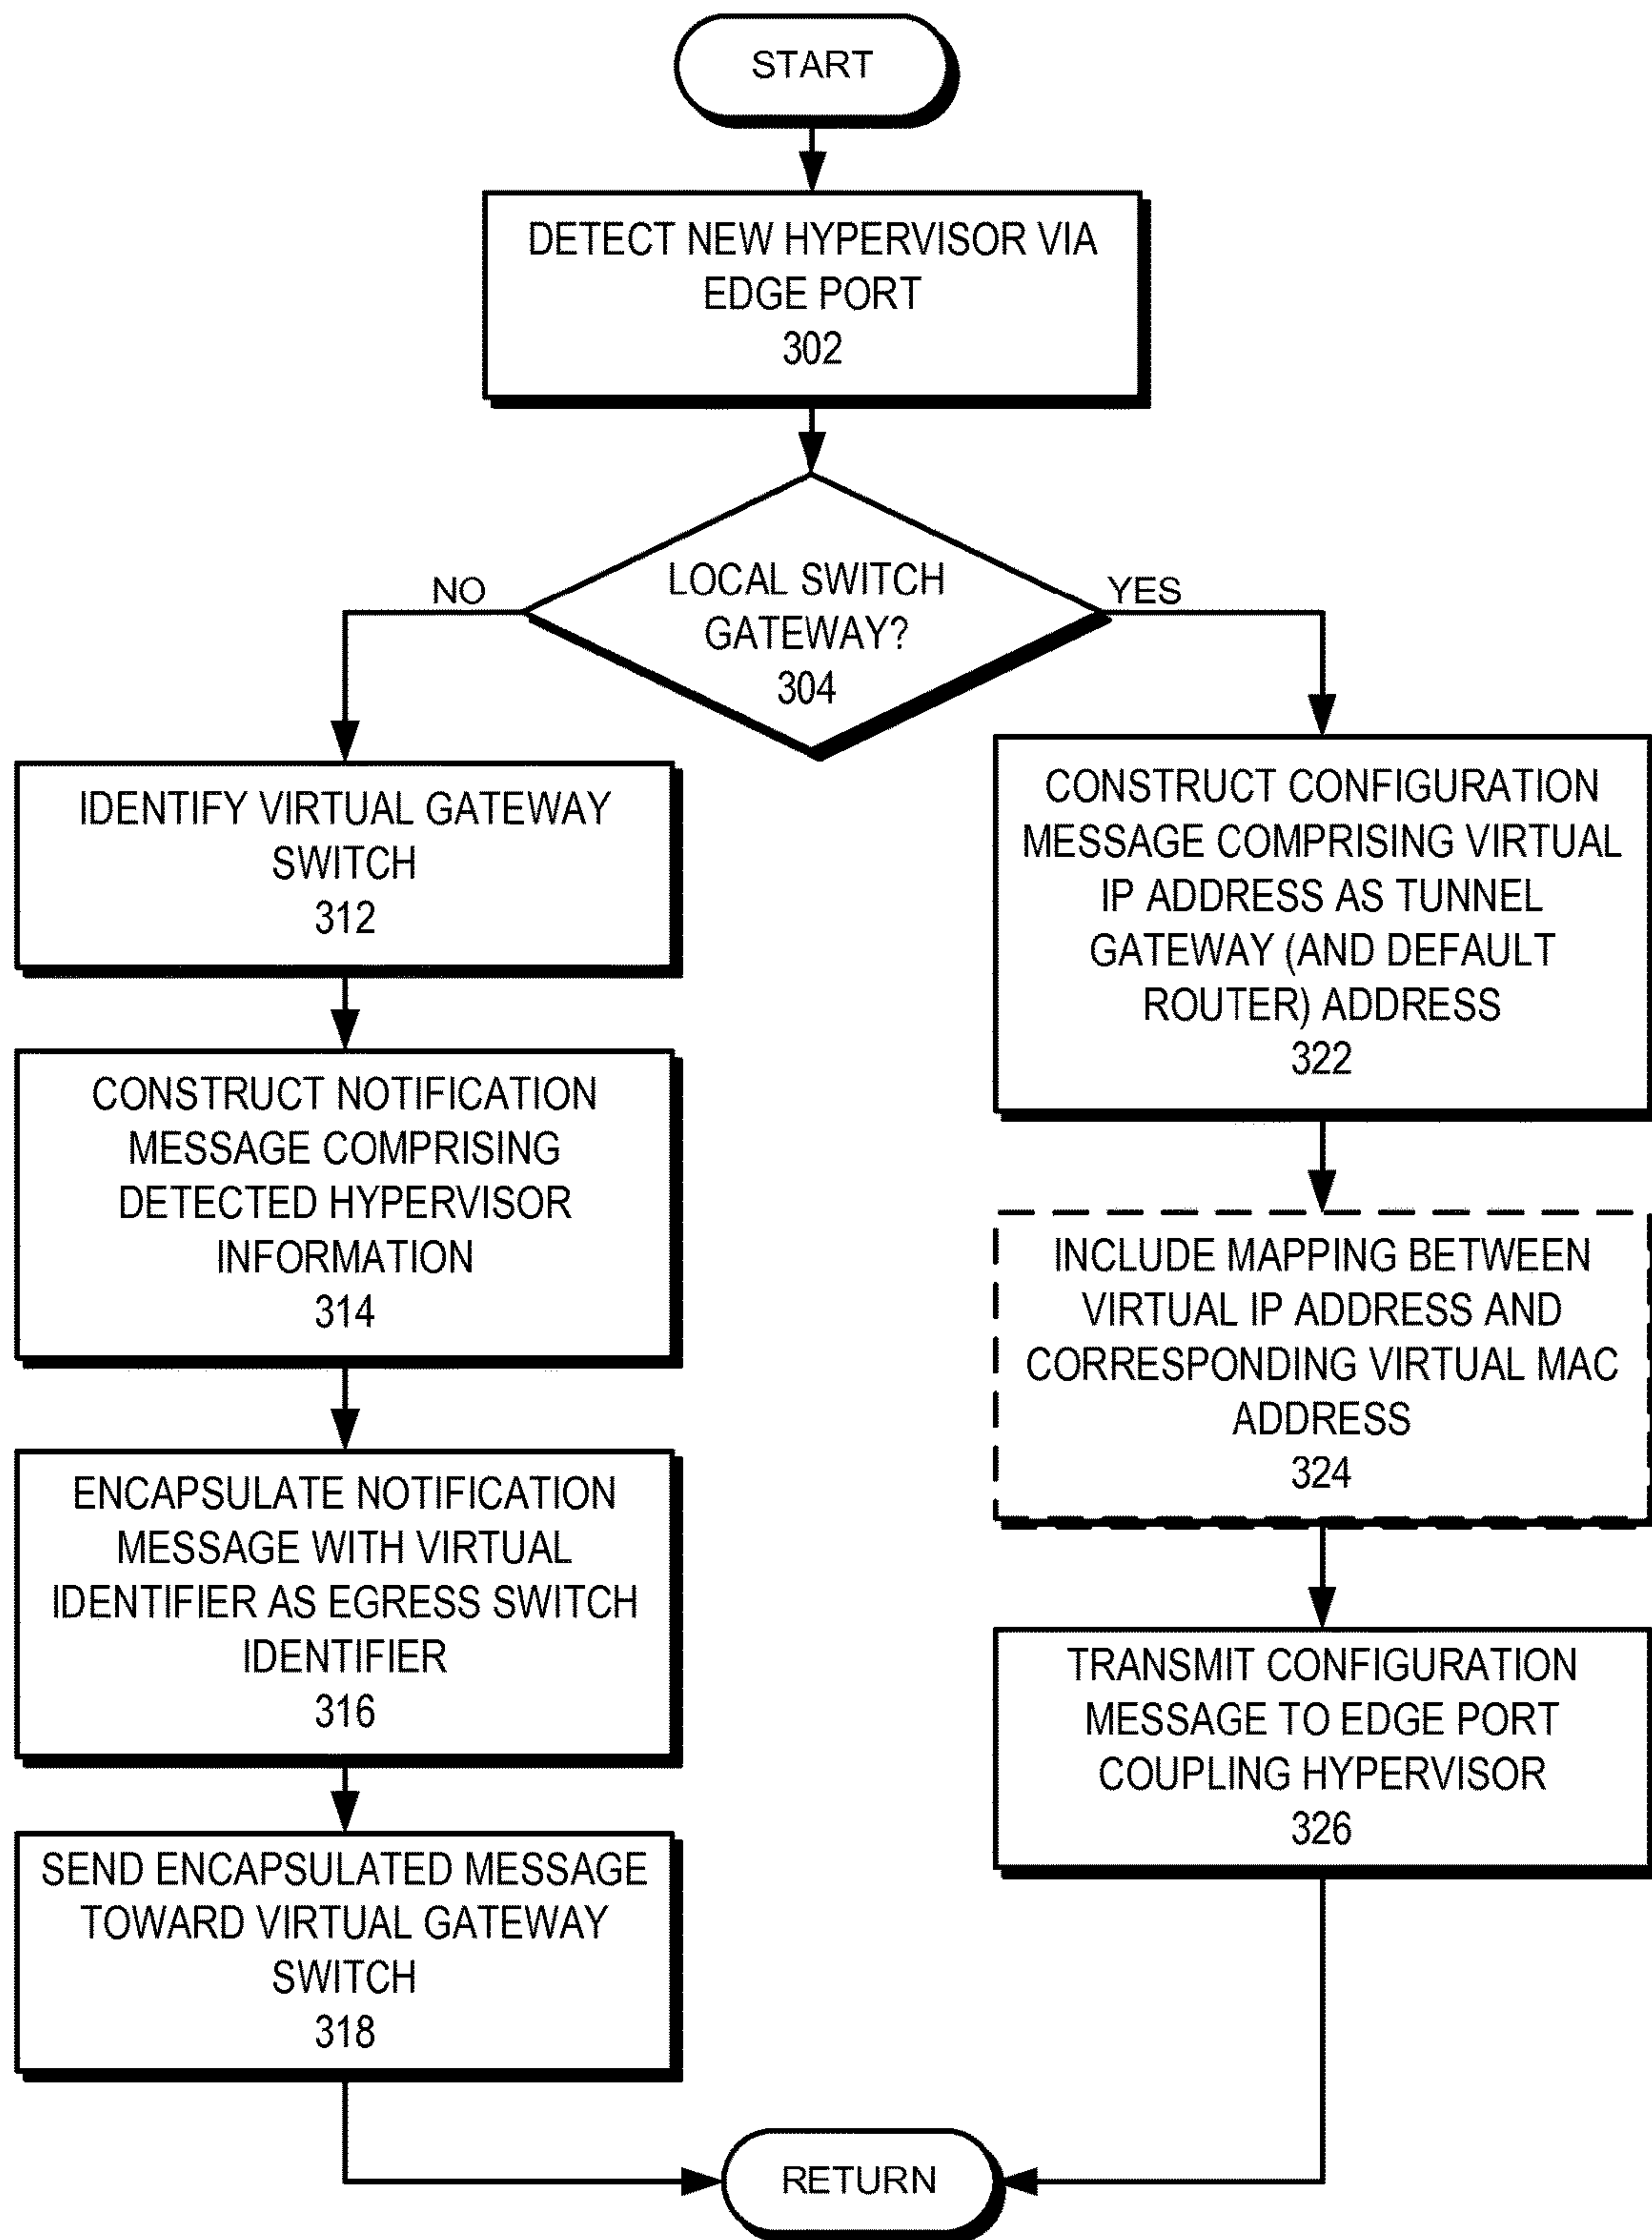 START
DETECT NEW HYPERVISOR VIA
EDGE PORT
302
LOCAL SWITCH
GATEWAY?
304
NO
YES
IDENTIFY VIRTUAL GATEWAY
SWITCH
312
CONSTRUCT NOTIFICATION
MESSAGE COMPRISING
DETECTED HYPERVISOR
INFORMATION
314
ENCAPSULATE NOTIFICATION
MESSAGE WITH VIRTUAL
IDENTIFIER AS EGRESS SWITCH
IDENTIFIER
316
SEND ENCAPSULATED MESSAGE
TOWARD VIRTUAL GATEWAY
SWITCH
318
CONSTRUCT CONFIGURATION
MESSAGE COMPRISING VIRTUAL
IP ADDRESS AS TUNNEL
GATEWAY (AND DEFAULT
ROUTER) ADDRESS
322
INCLUDE MAPPING BETWEEN
VIRTUAL IP ADDRESS AND
CORRESPONDING VIRTUAL MAC
ADDRESS
324
TRANSMIT CONFIGURATION
MESSAGE TO EDGE PORT
COUPLING HYPERVISOR
326
RETURN